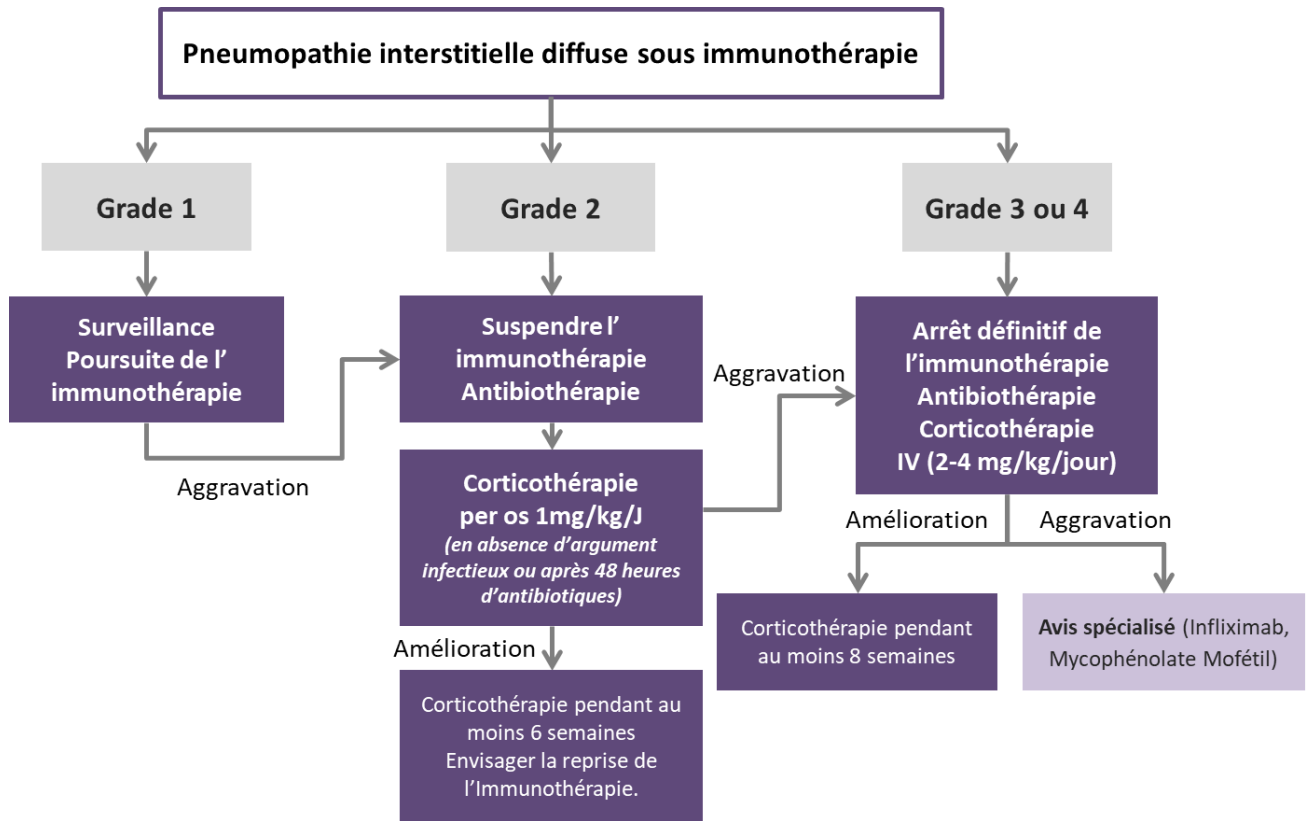 Pneumopathie interstitielle diffuse sous immunothérapie
Grade 1
Grade 2
Grade 3 ou 4
Surveillance
Poursuite de l’
immunothérapie
Aggravation
Suspendre l’
immunothérapie
Antibiothérapie
Corticothérapie
per os 1mg/kg/J
(en absence d’argument
infectieux ou après 48 heures
d’antibiotiques)
Amélioration
Corticothérapie pendant au
moins 6 semaines
Envisager la reprise de
l’Immunothérapie.
Aggravation
Arrêt définitif de
l’immunothérapie
Antibiothérapie
Corticothérapie
IV (2-4 mg/kg/jour)
Amélioration
Aggravation
Corticothérapie pendant
au moins 8 semaines
Avis spécialisé (Infliximab,
Mycophénolate Mofétil)